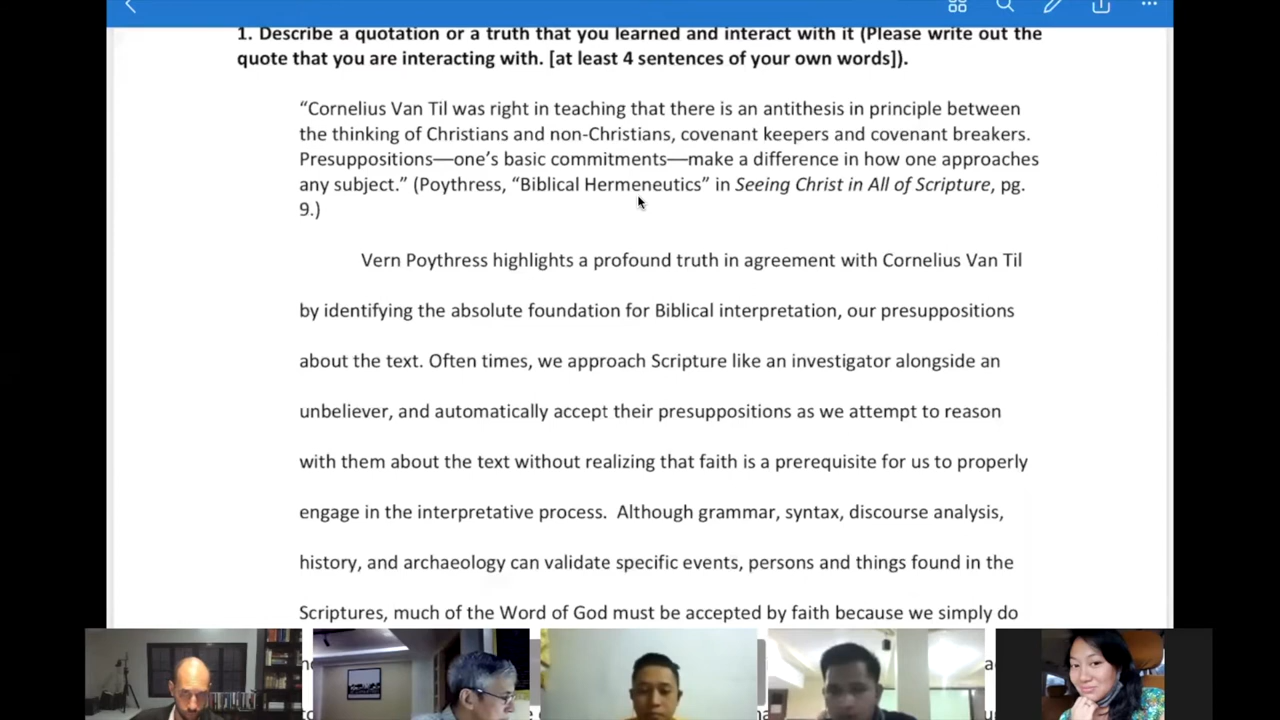 1. Describe a quotation or a truth that you learned and interact with it (Please write out the
quote that you are interacting with. [at least 4 sentences of your own words]).
“Cornelius Van Til was right in teaching that there is an antithesis in principle between
the thinking of Christians and non-Christians, covenant keepers and covenant breakers.
Presuppositions—one’s basic commitments—make a difference in how one approaches
any subject.” (Poythress, “Biblical Hermeneutics” in Seeing Christ in All of Scripture, pg.
9.)
Vern Poythress highlights a profound truth in agreement with Cornelius Van Til
by identifying the absolute foundation for Biblical interpretation, our presuppositions
about the text. Often times, we approach Scripture like an investigator alongside an
unbeliever, and automatically accept their presuppositions as we attempt to reason
with them about the text without realizing that faith is a prerequisite for us to properly
engage in the interpretative process.  Although grammar, syntax, discourse analysis,
history, and archaeology can validate specific events, persons and things found in the
Scriptures, much of the Word of God must be accepted by faith because we simply do